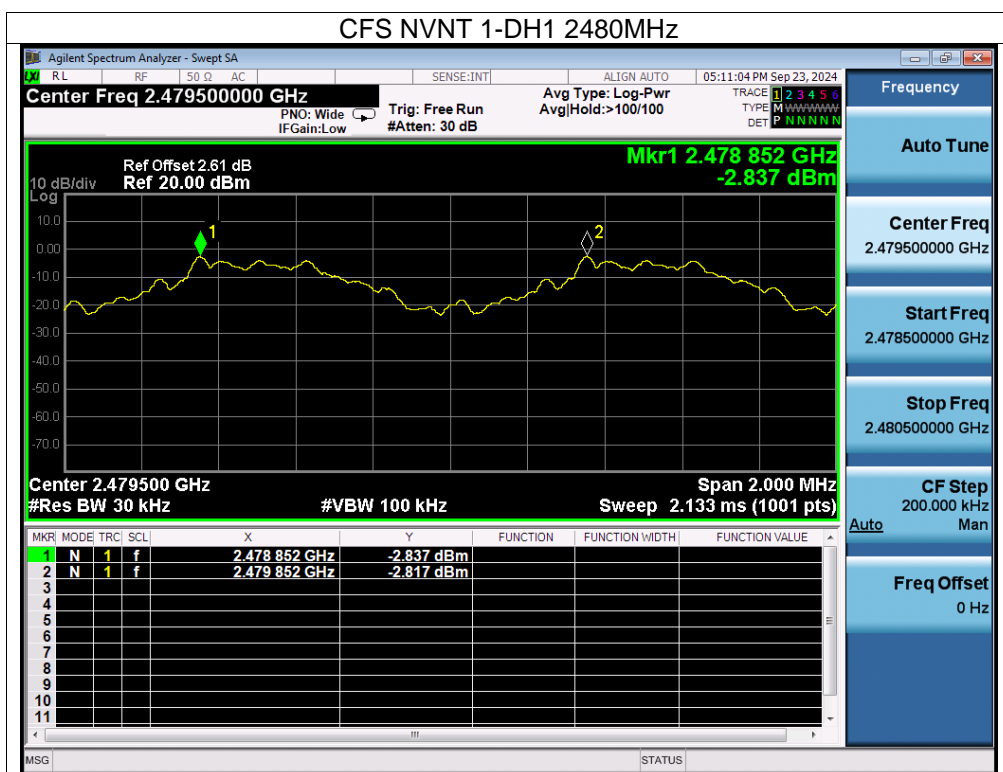 CFS NVNT 1-DH1 2480MHz
Agilent Spectrum Analyzer - Swept SA
LXI RL RF 50 Ω AC SENSE:INT ALIGN AUTO 05:11:04 PM Sep 23, 2024
Center Freq 2.479500000 GHz
PNO: Wide
IFGain:Low
Trig: Free Run
#Atten: 30 dB
Avg Type: Log-Pwr
Avg|Hold:>100/100
TRACE 1 2 3 4 5 6
TYPE M WWWWW
DET P N N N N N
Mkr1 2.478 852 GHz
-2.837 dBm
Ref Offset 2.61 dB
10 dB/div Ref 20.00 dBm
Log
10.0
0.00
-10.0
-20.0
-30.0
-40.0
-50.0
-60.0
-70.0
1
2
Center 2.479500 GHz Span 2.000 MHz
#Res BW 30 kHz #VBW 100 kHz Sweep 2.133 ms (1001 pts)
MKR MODE TRC SCL X Y FUNCTION FUNCTION WIDTH FUNCTION VALUE
1 N 1 f 2.478 852 GHz -2.837 dBm
2 N 1 f 2.479 852 GHz -2.817 dBm
3
4
5
6
7
8
9
10
11
MSG STATUS
Frequency
Auto Tune
Center Freq
2.479500000 GHz
Start Freq
2.478500000 GHz
Stop Freq
2.480500000 GHz
CF Step
200.000 kHz
Auto Man
Freq Offset
0 Hz